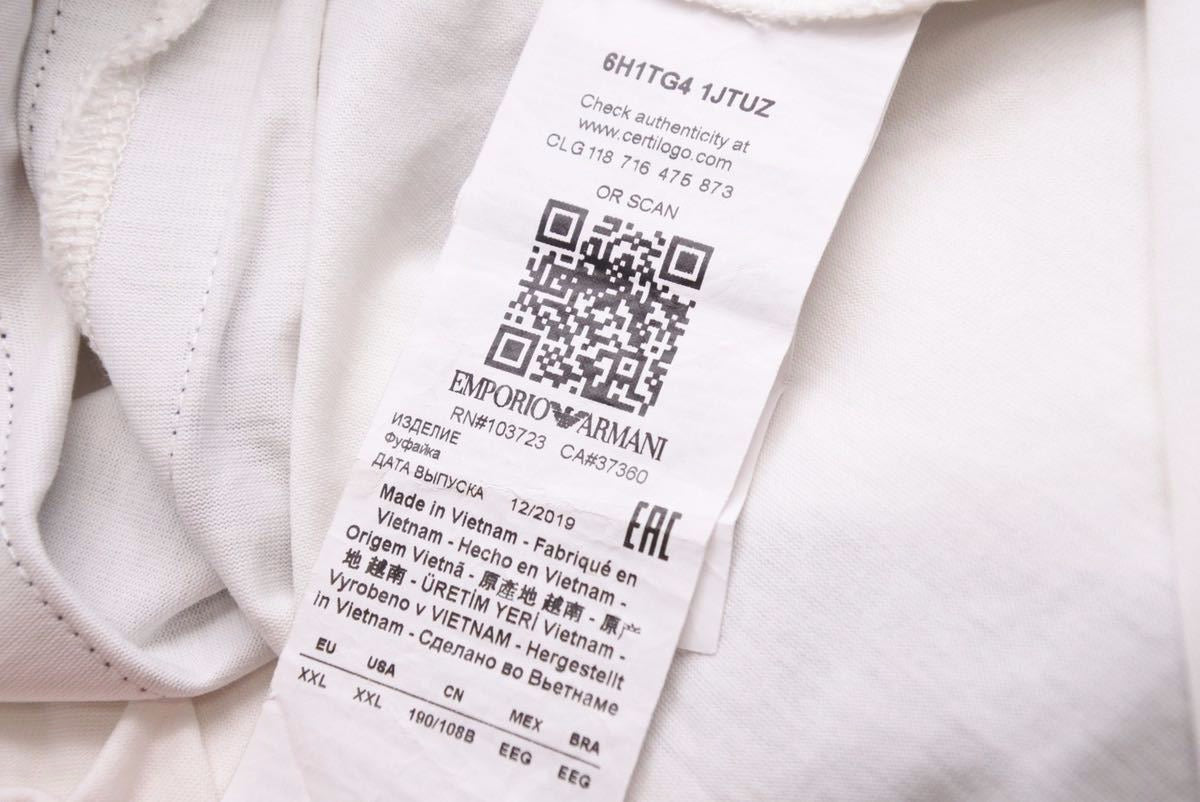 6H1TG4 1JTUZ
Check authenticity at
www.certilogo.com
CLG 118 716 475 873
OR SCAN
EMPORIO ARMANI
RN#103723 CA#37360
ИЗДЕЛИЕ
Фуфайка
ДАТА ВЫПУСКА 12/2019
EAC
Made in Vietnam - Fabriqué en
Vietnam - Hecho en Vietnam -
Origem Vietnã - 原產地 越南 - 原产
地 越南 - ÜRETİM YERİ Vietnam -
Vyrobeno v VIETNAM - Hergestellt
in Vietnam - Сделано во Вьетнаме
EU USA CN MEX BRA
XXL XXL 190/108B EEG EEG